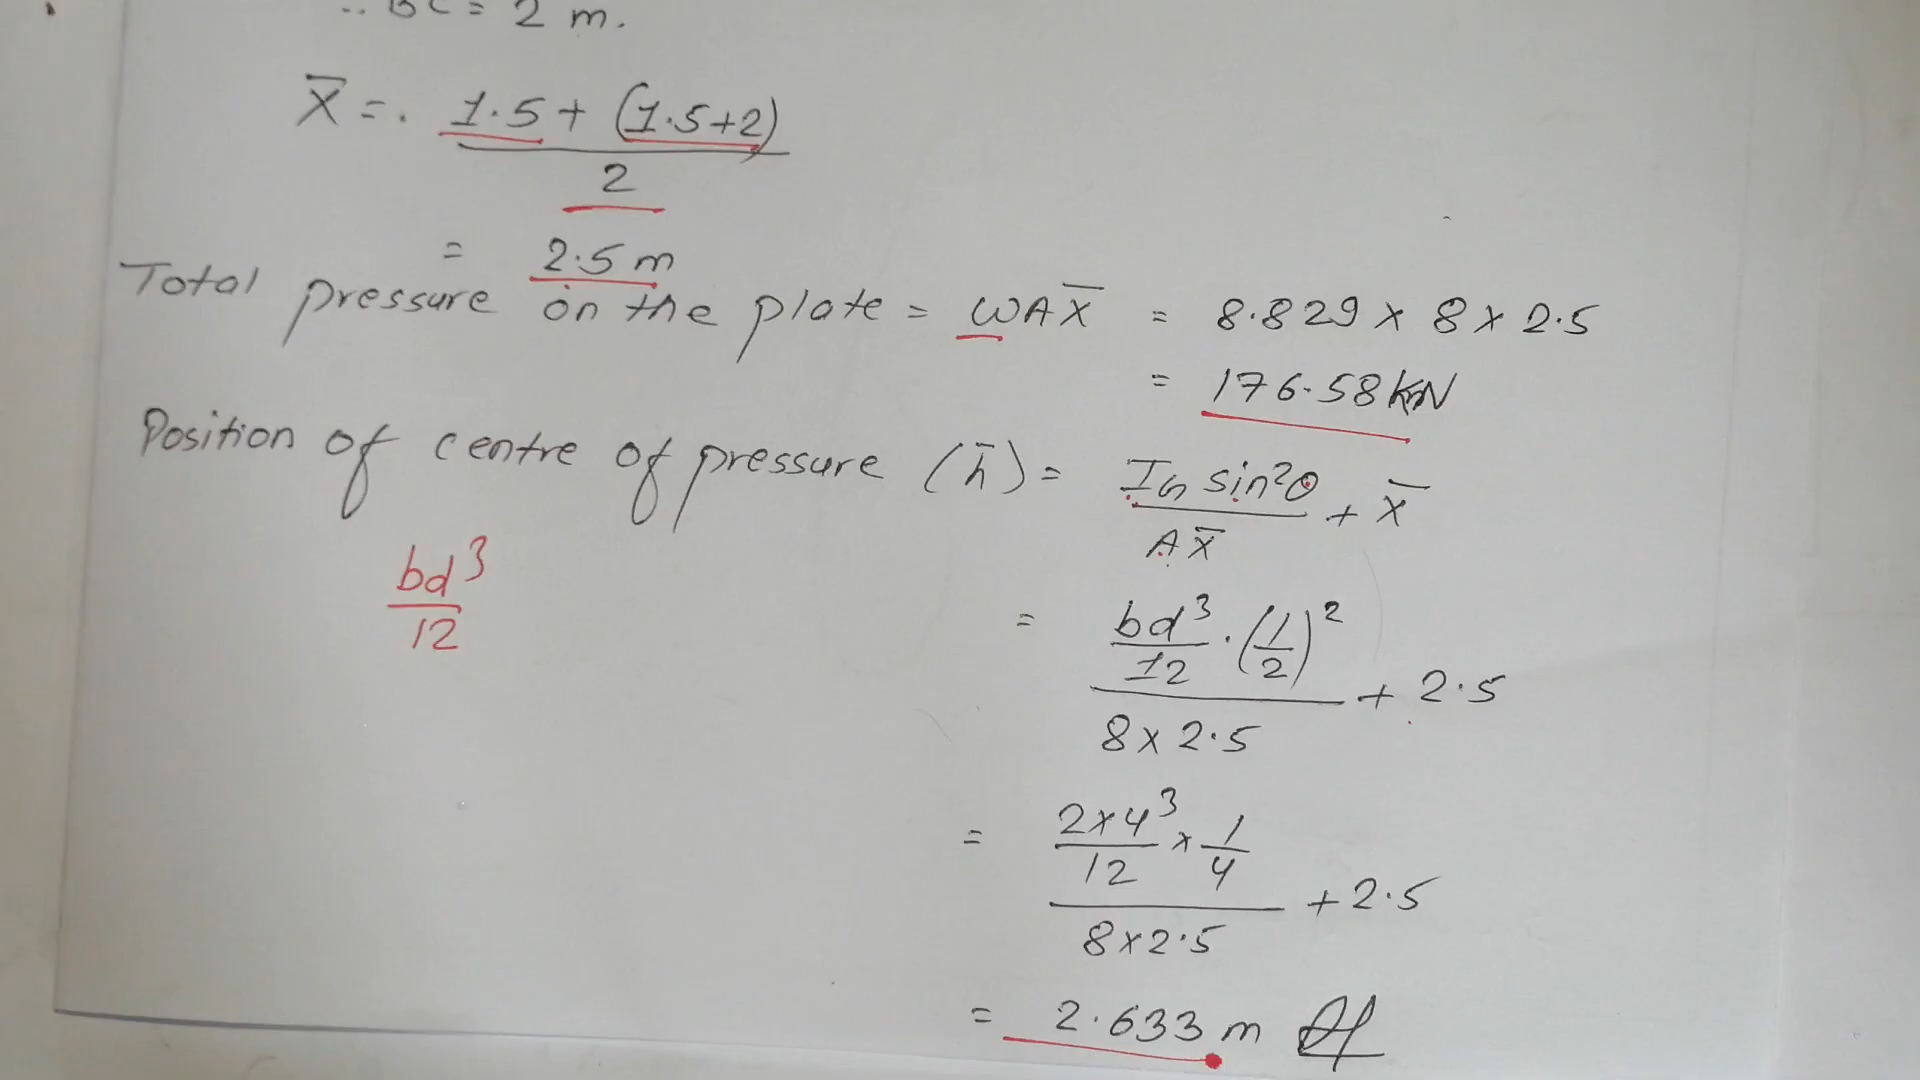 ∴ BC = 2 m.
X̄ = . 1.5 + (1.5+2)
2
= 2.5 m
Total pressure on the plate = ωAX̄ = 8.829 × 8 × 2.5
= 176.58 kN
Position of centre of pressure (h̄) = IG sin²θ / AX̄ + X̄
bd³
12
= bd³/12 · (1/2)² / 8 × 2.5 + 2.5
= 2×4³/12 × 1/4 / 8×2.5 + 2.5
= 2.633 m